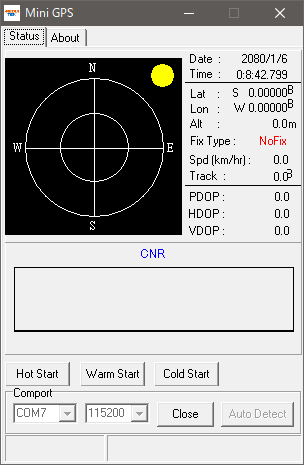 Mini GPS
Status About
N
W E
S
Date : 2080/1/6
Time : 0:8:42.799
Lat : S 0.00000B
Lon : W 0.00000B
Alt : 0.0m
Fix Type : NoFix
Spd (km/hr) : 0.0
Track : 0.0B
PDOP : 0.0
HDOP : 0.0
VDOP : 0.0
CNR
Hot Start Warm Start Cold Start
Comport
COM7 115200 Close Auto Detect